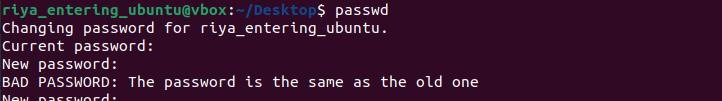 riya_entering_ubuntu@vbox:~/Desktop$ passwd
Changing password for riya_entering_ubuntu.
Current password:
New password:
BAD PASSWORD: The password is the same as the old one
New password: